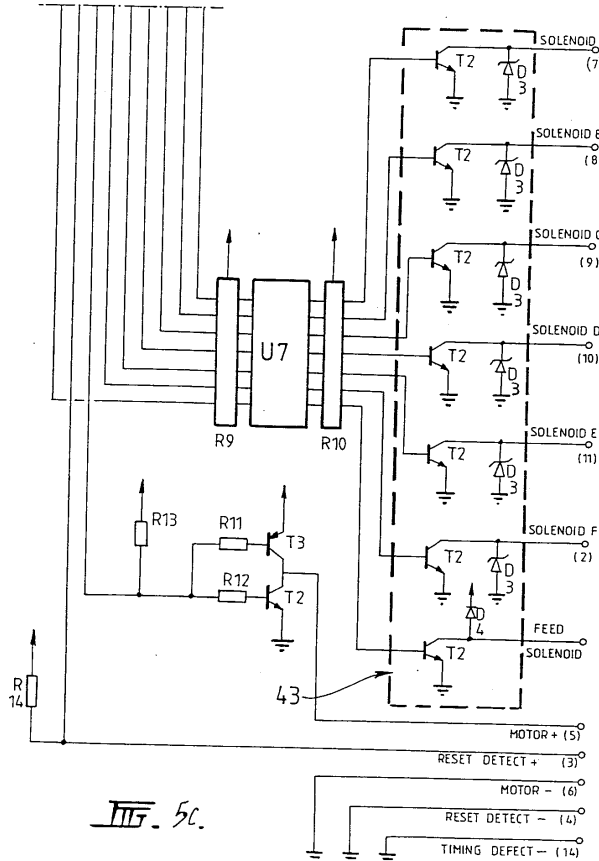 SOLENOID
(7
T2
D
3
SOLENOID B
(8
T2
D
3
SOLENOID C
(9)
T2
D
3
SOLENOID D
(10)
T2
D
3
U7
R9
R10
SOLENOID E
(11)
T2
D
3
SOLENOID F
(2)
T2
D
3
R13
R11
T3
R12
T2
D
4
FEED
SOLENOID
T2
R
14
43
MOTOR + (5)
RESET DETECT + (3)
MOTOR - (6)
RESET DETECT - (4)
TIMING DEFECT - (14)
FIG. 5c.